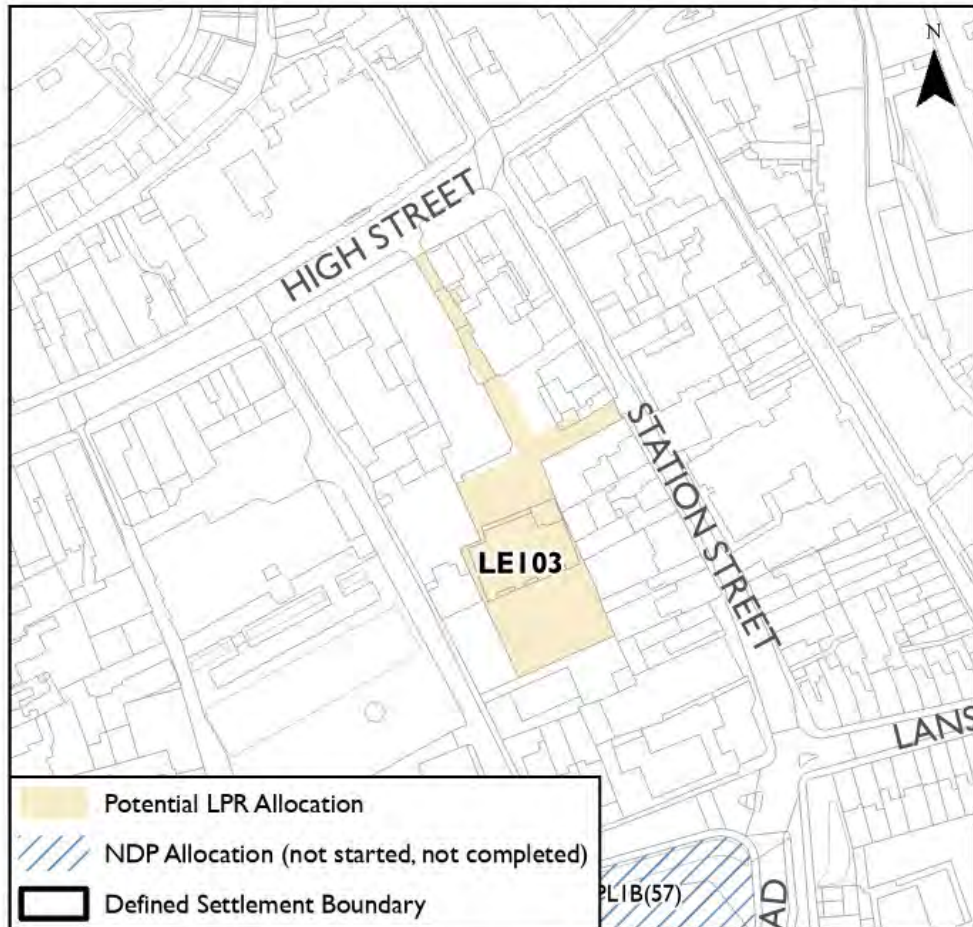 N
HIGH STREET
STATION STREET
LE103
LANS
Potential LPR Allocation
NDP Allocation (not started, not completed)
Defined Settlement Boundary
PL1B(57)
AD